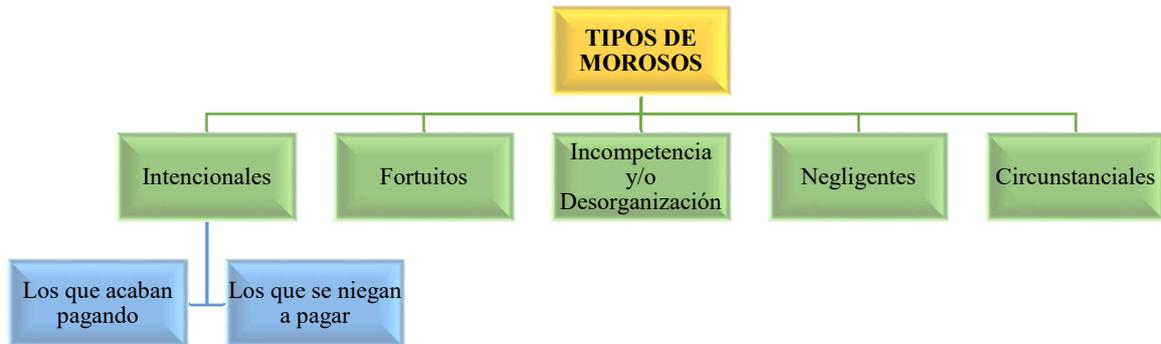 TIPOS DE
MOROSOS
Intencionales
Fortuitos
Incompetencia
y/o
Desorganización
Negligentes
Circunstanciales
Los que acaban
pagando
Los que se niegan
a pagar